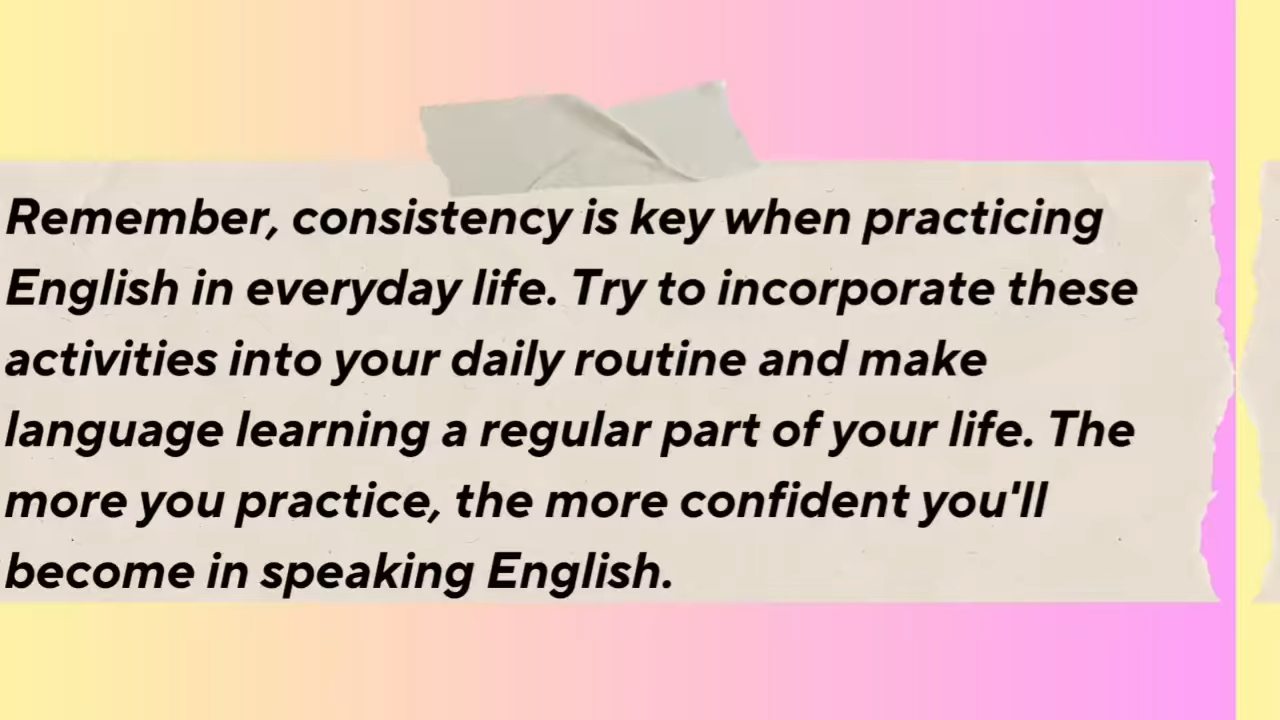 Remember, consistency is key when practicing
English in everyday life. Try to incorporate these
activities into your daily routine and make
language learning a regular part of your life. The
more you practice, the more confident you'll
become in speaking English.